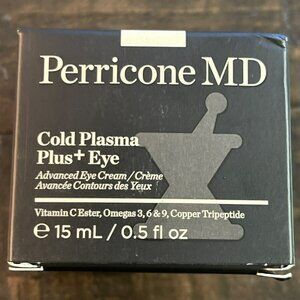 Perricone MD
Cold Plasma
Plus+ Eye
Advanced Eye Cream/Crème
Avancée Contours des Yeux
Vitamin C Ester, Omegas 3, 6 & 9, Copper Tripeptide
℮ 15 mL / 0.5 fl oz